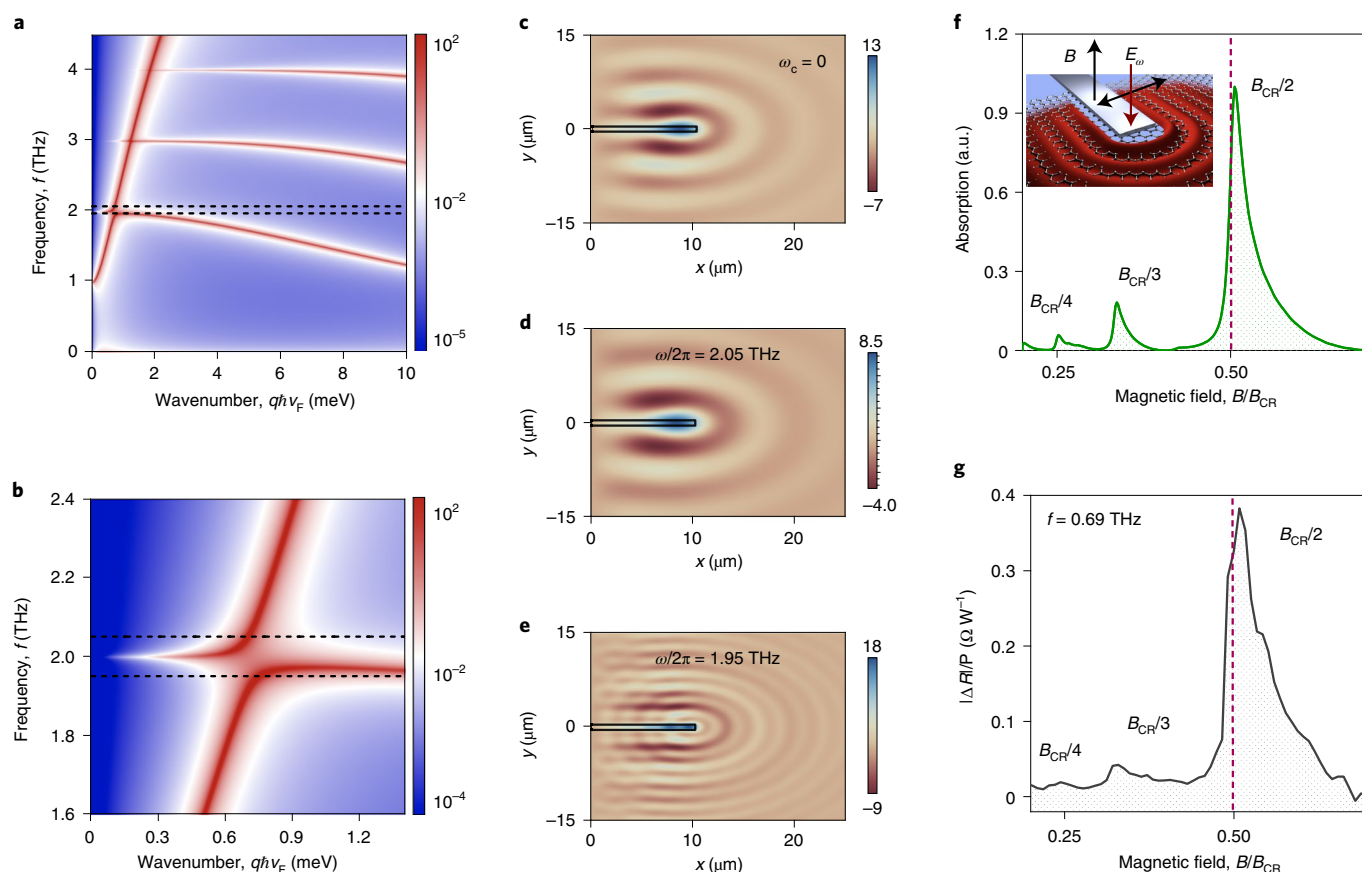 a
10²
10⁻²
10⁻⁵
4
3
2
1
0
Frequency, f (THz)
0 2 4 6 8 10
Wavenumber, qℏv_F (meV)
b
10²
10⁻²
10⁻⁴
2.4
2.2
2.0
1.8
1.6
Frequency, f (THz)
0 0.3 0.6 0.9 1.2
Wavenumber, qℏv_F (meV)
c
15
0
−15
y (μm)
ω_c = 0
13
−7
0 10 20
x (μm)
d
15
0
−15
y (μm)
ω/2π = 2.05 THz
8.5
−4.0
0 10 20
x (μm)
e
15
0
−15
y (μm)
ω/2π = 1.95 THz
18
−9
0 10 20
x (μm)
f
1.2
0.9
0.6
0.3
0
Absorption (a.u.)
B
E_ω
B_CR/2
B_CR/3
B_CR/4
0.25 0.50
Magnetic field, B/B_CR
g
0.4
0.3
0.2
0.1
0
|ΔR|/P (Ω W⁻¹)
f = 0.69 THz
B_CR/2
B_CR/3
B_CR/4
0.25 0.50
Magnetic field, B/B_CR